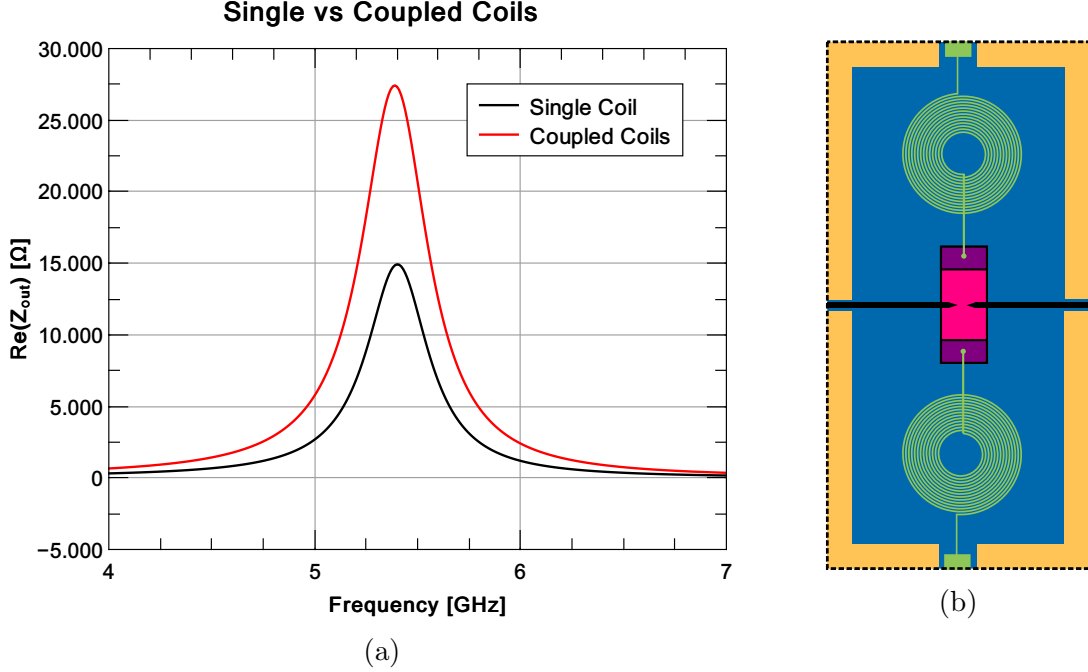 Single vs Coupled Coils
30.000
25.000
20.000
15.000
10.000
5.000
0
−5.000
Re(Z_out) [Ω]
Single Coil
Coupled Coils
4
5
6
7
Frequency [GHz]
(a)
(b)